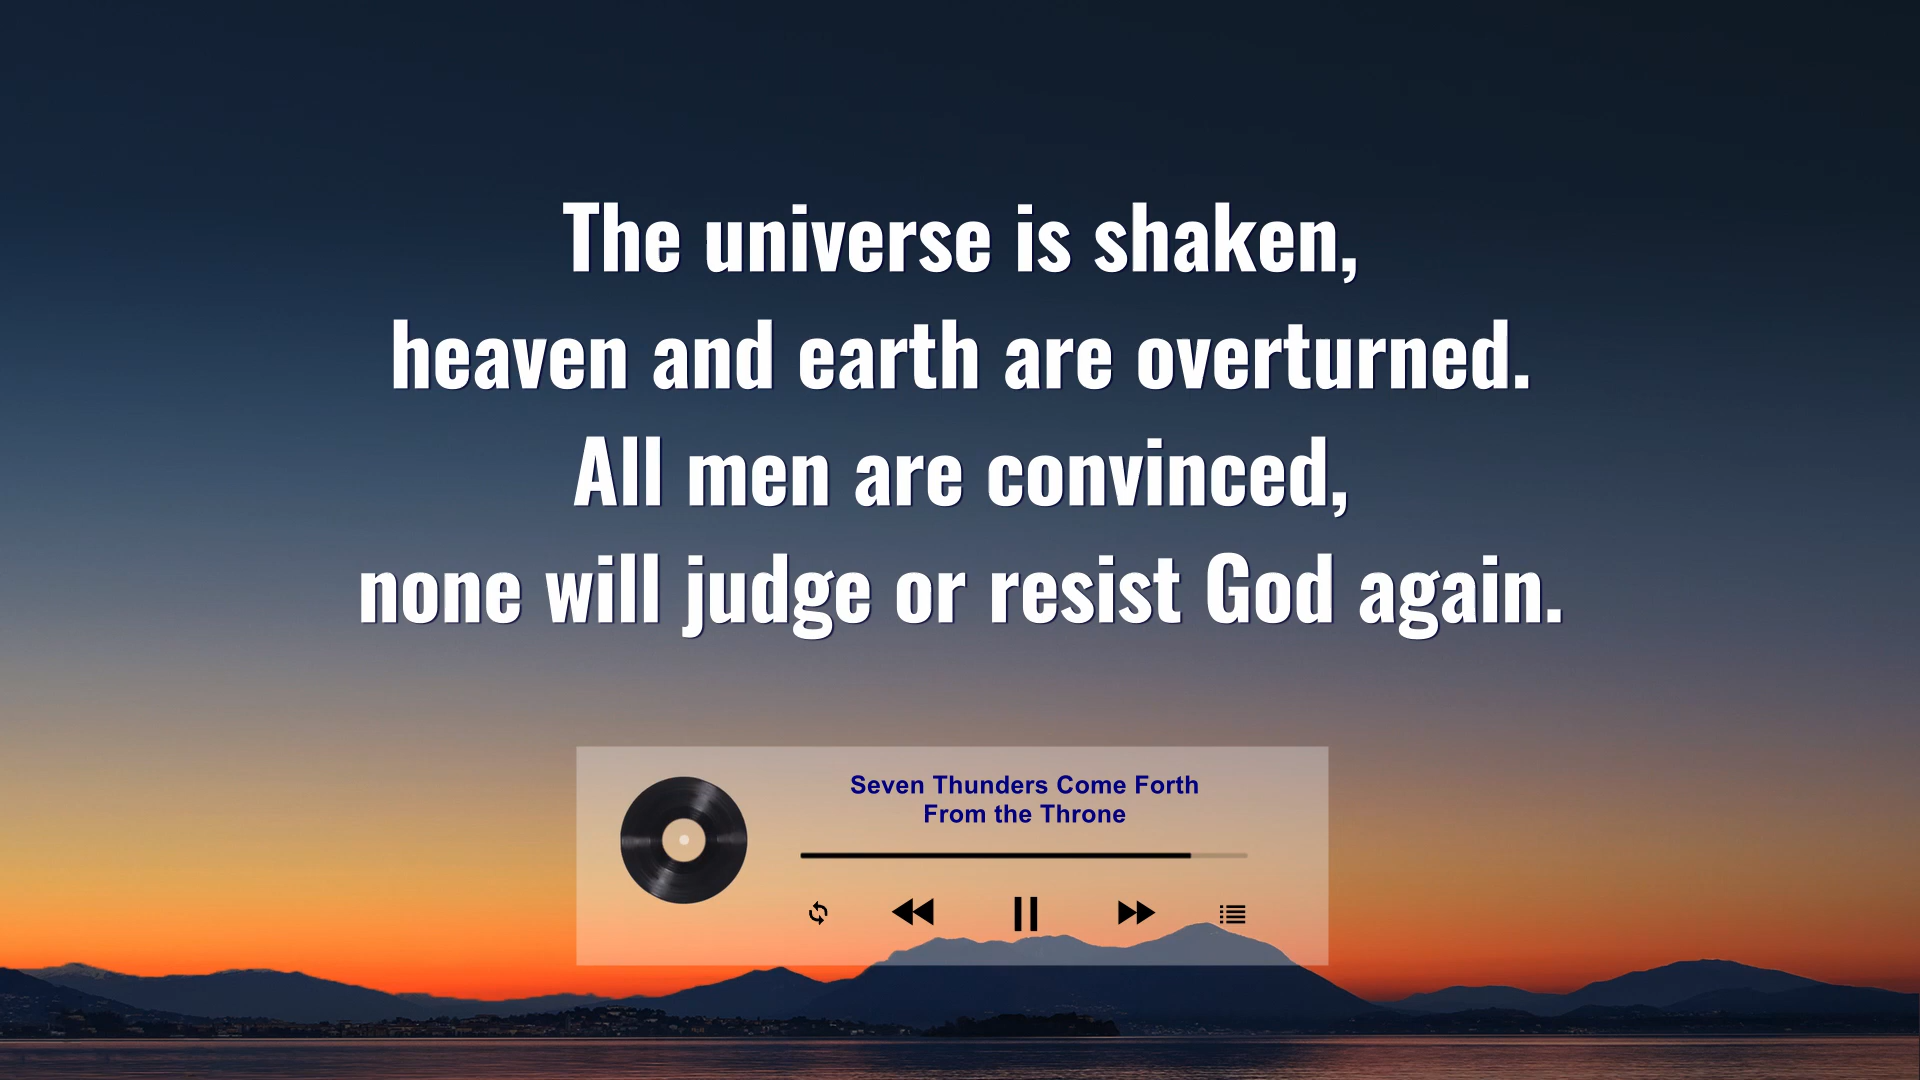 The universe is shaken,
heaven and earth are overturned.
All men are convinced,
none will judge or resist God again.
Seven Thunders Come Forth
From the Throne